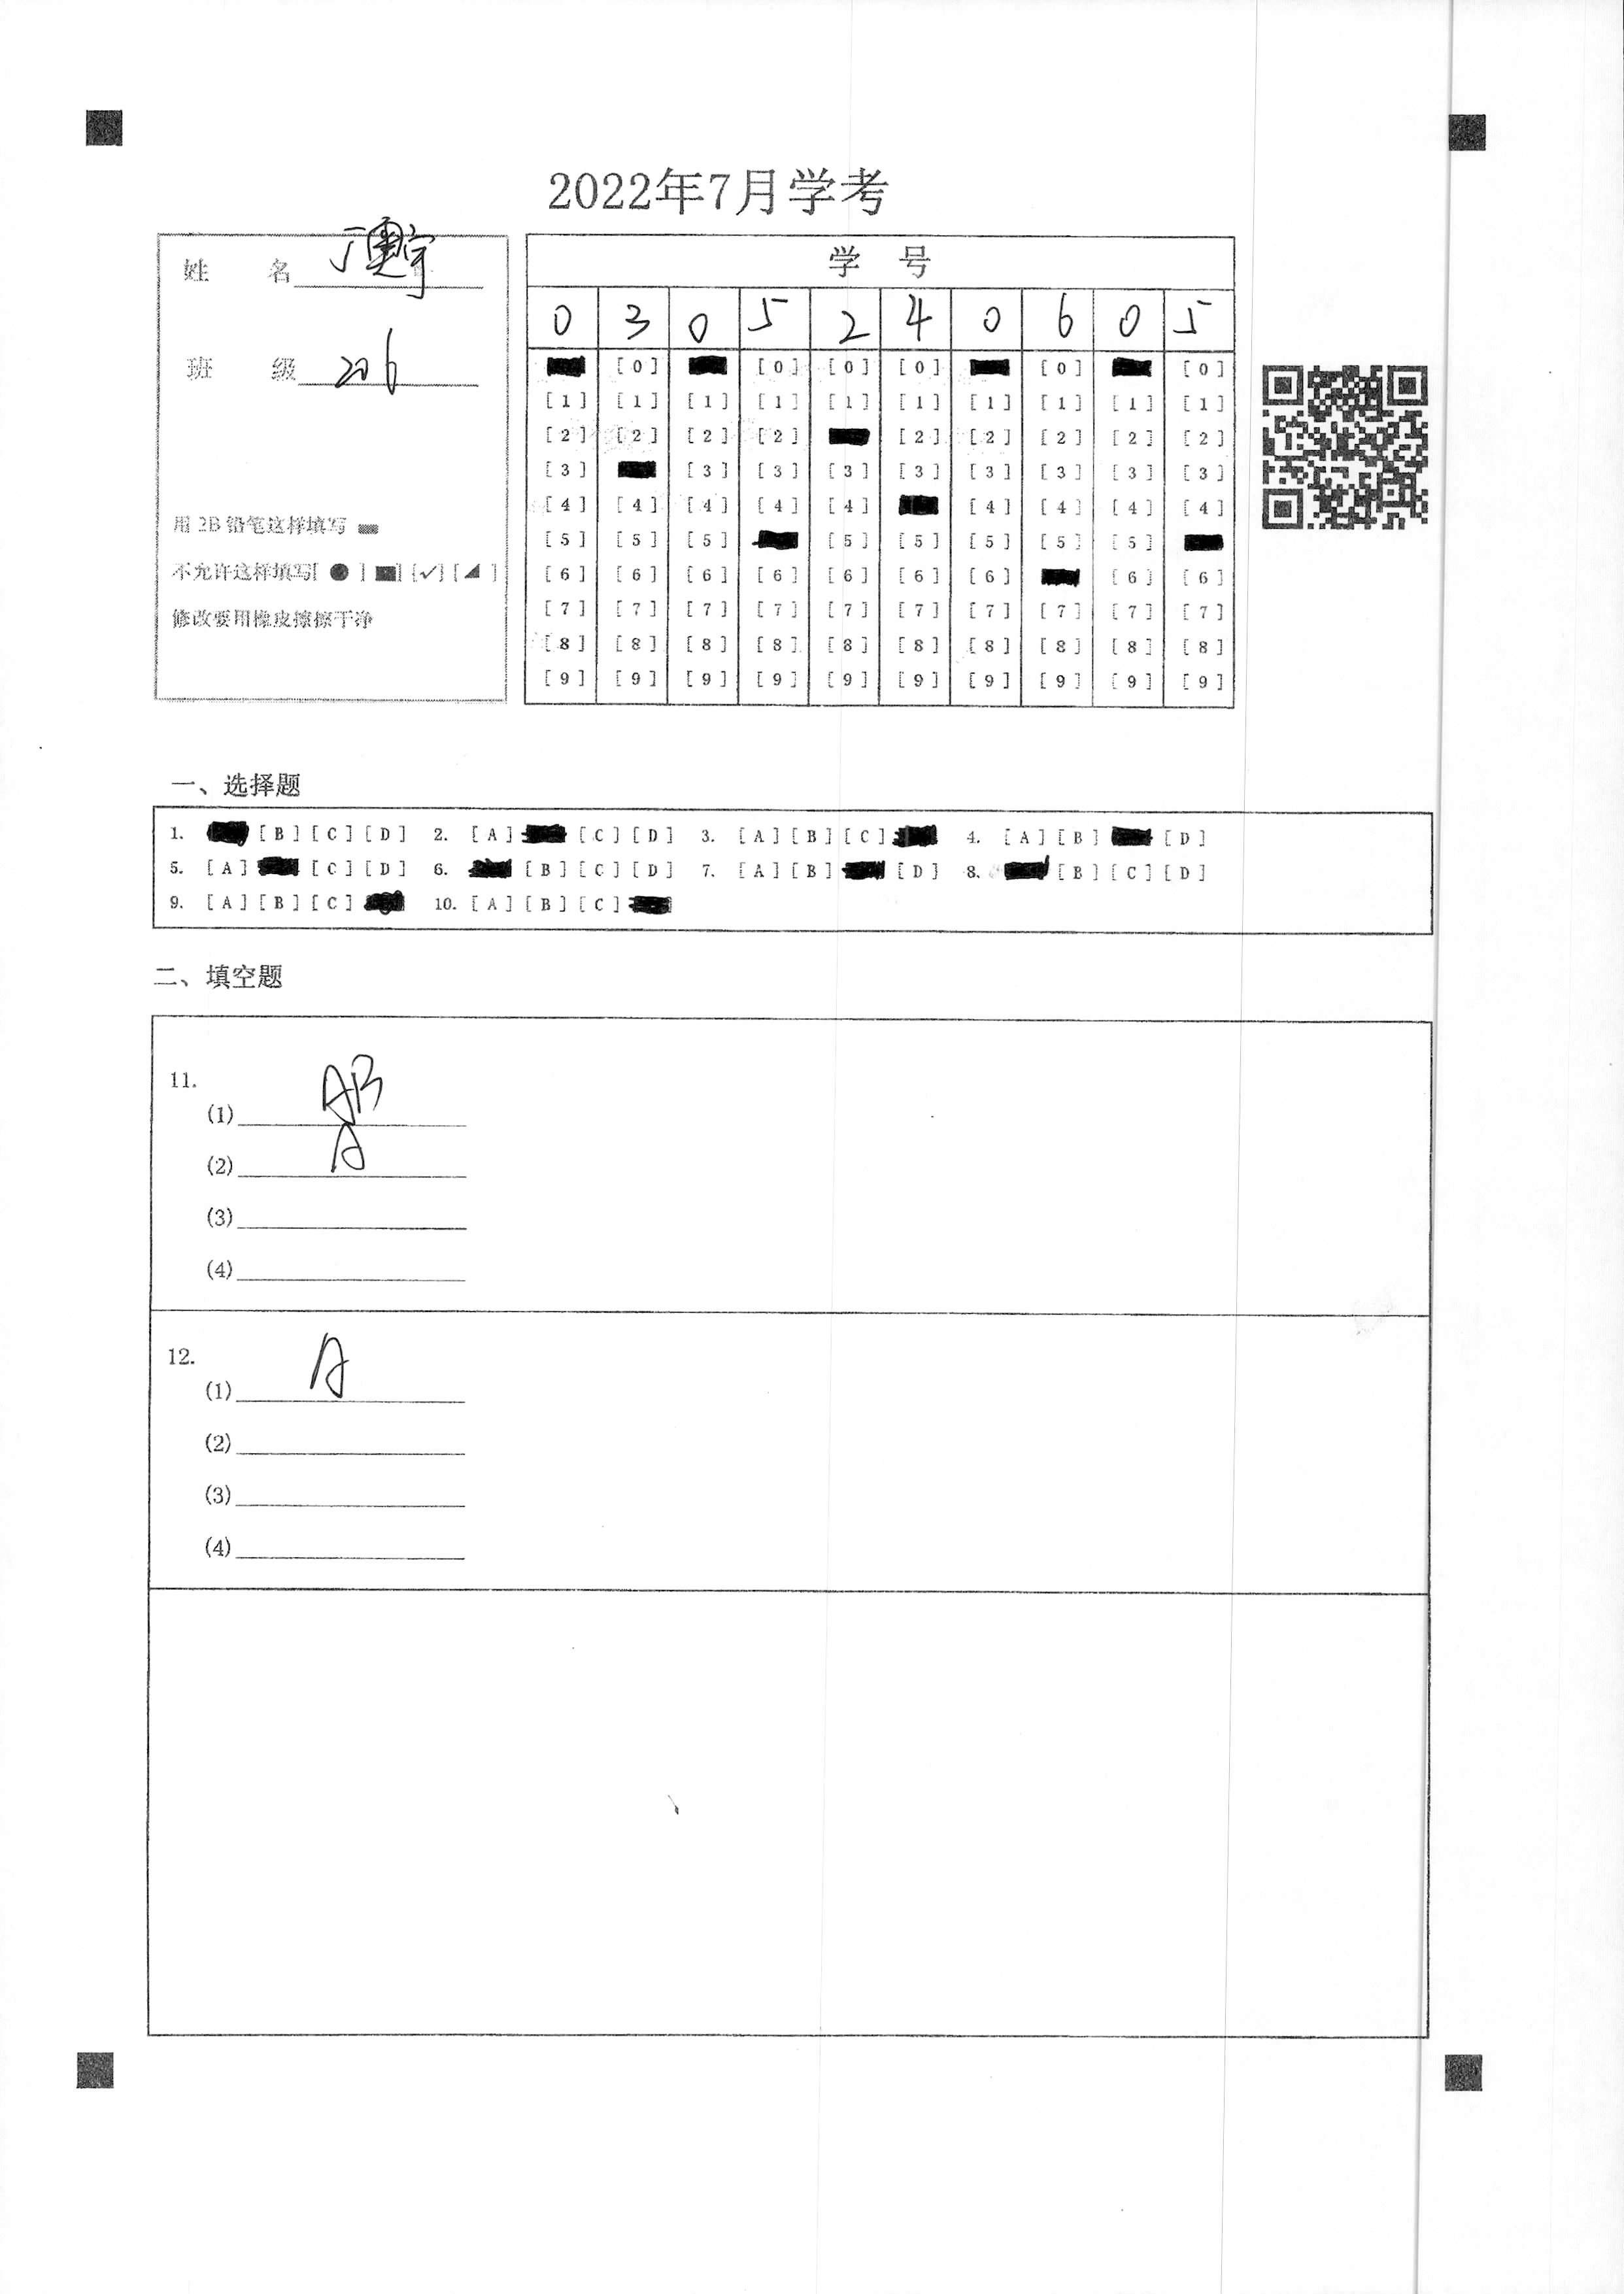 2022年7月学考
姓 名 丁奥宇
班 级 206
用2B铅笔这样填写
不允许这样填写[ ● ] [■] [✓] [◢ ]
修改要用橡皮擦擦干净
学 号
0 3 0 5 2 4 0 6 0 5
[0] [0] [0] [0] [0] [0]
[1] [1] [1] [1] [1] [1] [1] [1] [1] [1]
[2] [2] [2] [2] [2] [2] [2] [2] [2]
[3] [3] [3] [3] [3] [3] [3] [3] [3]
[4] [4] [4] [4] [4] [4] [4] [4] [4]
[5] [5] [5] [5] [5] [5] [5] [5]
[6] [6] [6] [6] [6] [6] [6] [6] [6]
[7] [7] [7] [7] [7] [7] [7] [7] [7] [7]
[8] [8] [8] [8] [8] [8] [8] [8] [8] [8]
[9] [9] [9] [9] [9] [9] [9] [9] [9] [9]
一、选择题
1. [B] [C] [D] 2. [A] [C] [D] 3. [A] [B] [C] 4. [A] [B] [D]
5. [A] [C] [D] 6. [B] [C] [D] 7. [A] [B] [D] 8. [B] [C] [D]
9. [A] [B] [C] 10. [A] [B] [C]
二、填空题
11.
(1) AB
(2) A
(3)
(4)
12.
(1) A
(2)
(3)
(4)